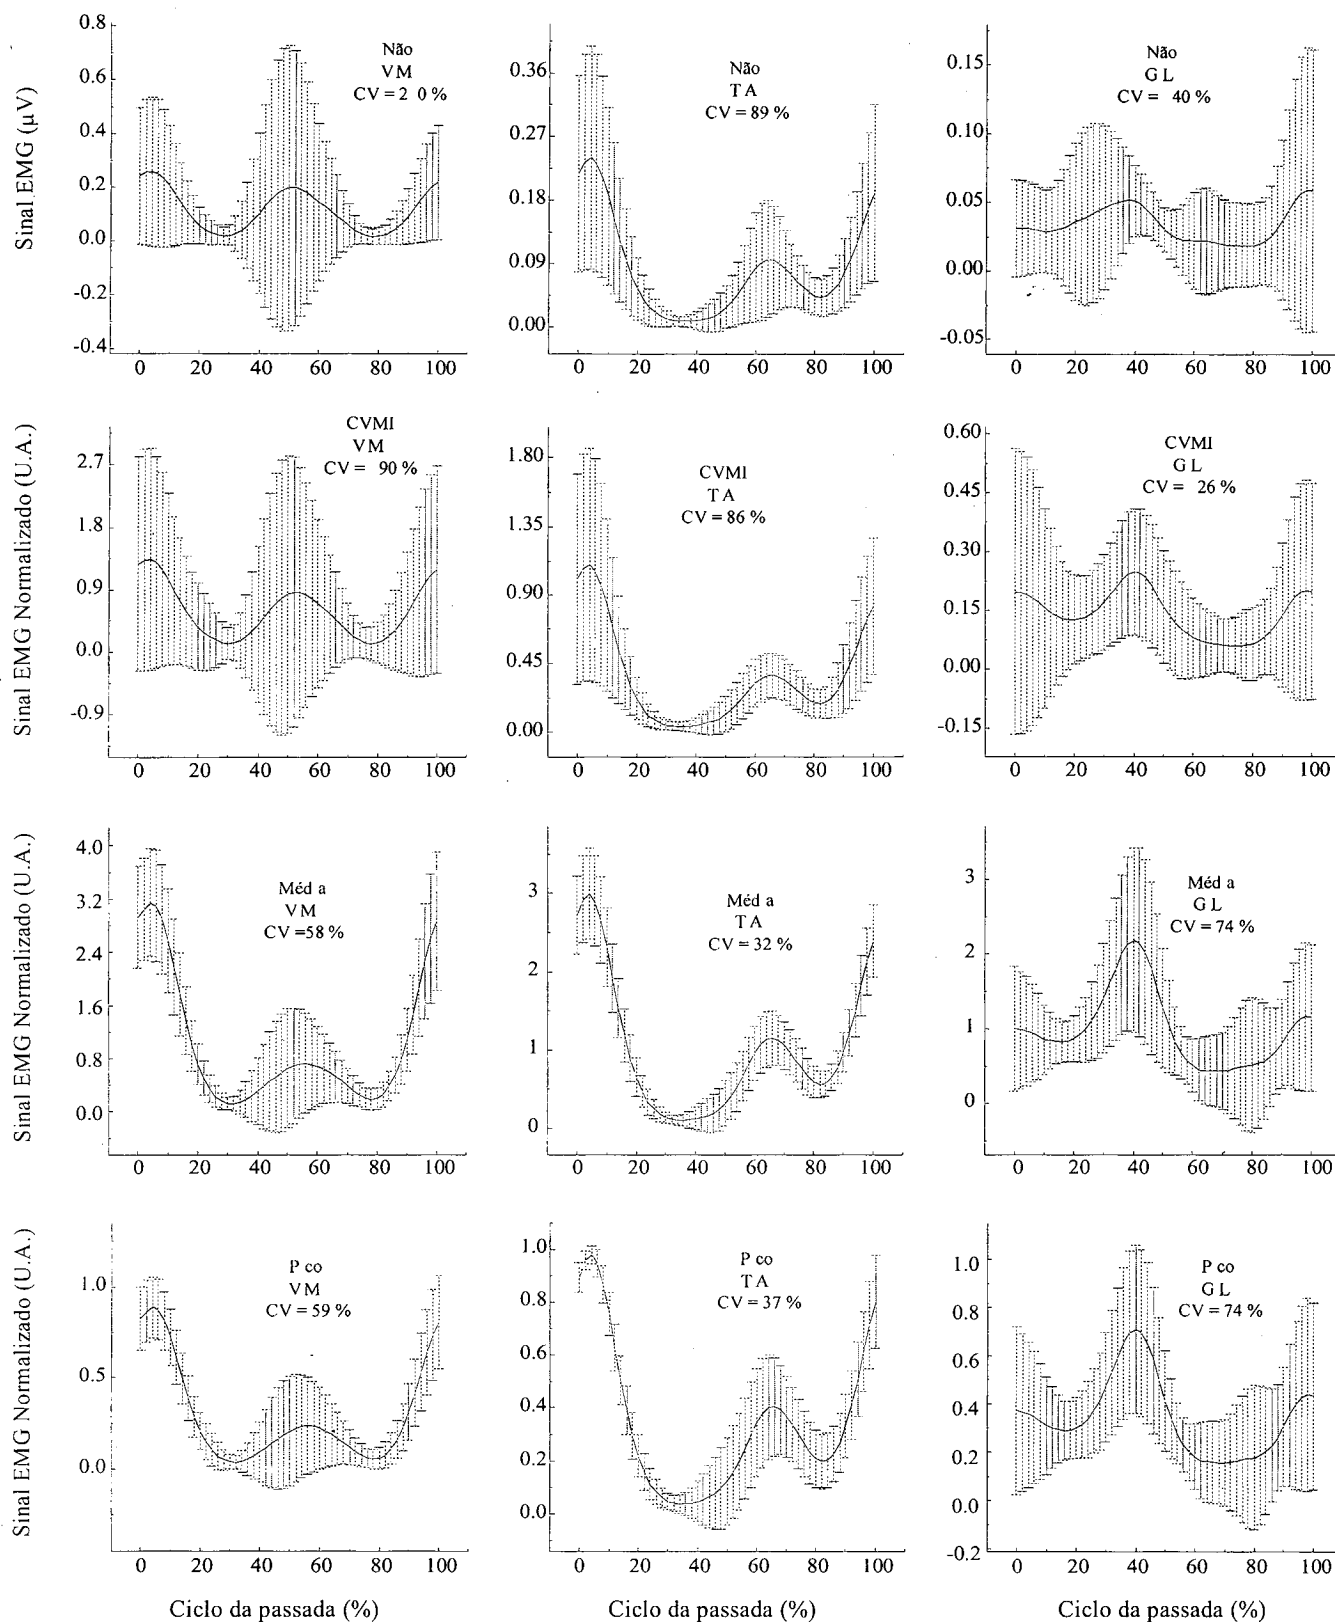 Sinal EMG (µV)
0.8
0.6
0.4
0.2
0.0
-0.2
-0.4
Não
VM
CV = 2 0 %
0 20 40 60 80 100
0.36
0.27
0.18
0.09
0.00
Não
TA
CV = 89 %
0 20 40 60 80 100
0.15
0.10
0.05
0.00
-0.05
Não
GL
CV = 40 %
0 20 40 60 80 100
Sinal EMG Normalizado (U.A.)
2.7
1.8
0.9
0.0
-0.9
CVMI
VM
CV = 90 %
0 20 40 60 80 100
1.80
1.35
0.90
0.45
0.00
CVMI
TA
CV = 86 %
0 20 40 60 80 100
0.60
0.45
0.30
0.15
0.00
-0.15
CVMI
GL
CV = 26 %
0 20 40 60 80 100
Sinal EMG Normalizado (U.A.)
4.0
3.2
2.4
1.6
0.8
0.0
Méd a
VM
CV =58 %
0 20 40 60 80 100
3
2
1
0
Méd a
TA
CV = 32 %
0 20 40 60 80 100
3
2
1
0
Méd a
GL
CV = 74 %
0 20 40 60 80 100
Sinal EMG Normalizado (U.A.)
1.0
0.5
0.0
P co
VM
CV = 59 %
0 20 40 60 80 100
Ciclo da passada (%)
1.0
0.8
0.6
0.4
0.2
0.0
P co
TA
CV = 37 %
0 20 40 60 80 100
Ciclo da passada (%)
1.0
0.8
0.6
0.4
0.2
0.0
-0.2
P co
GL
CV = 74 %
0 20 40 60 80 100
Ciclo da passada (%)